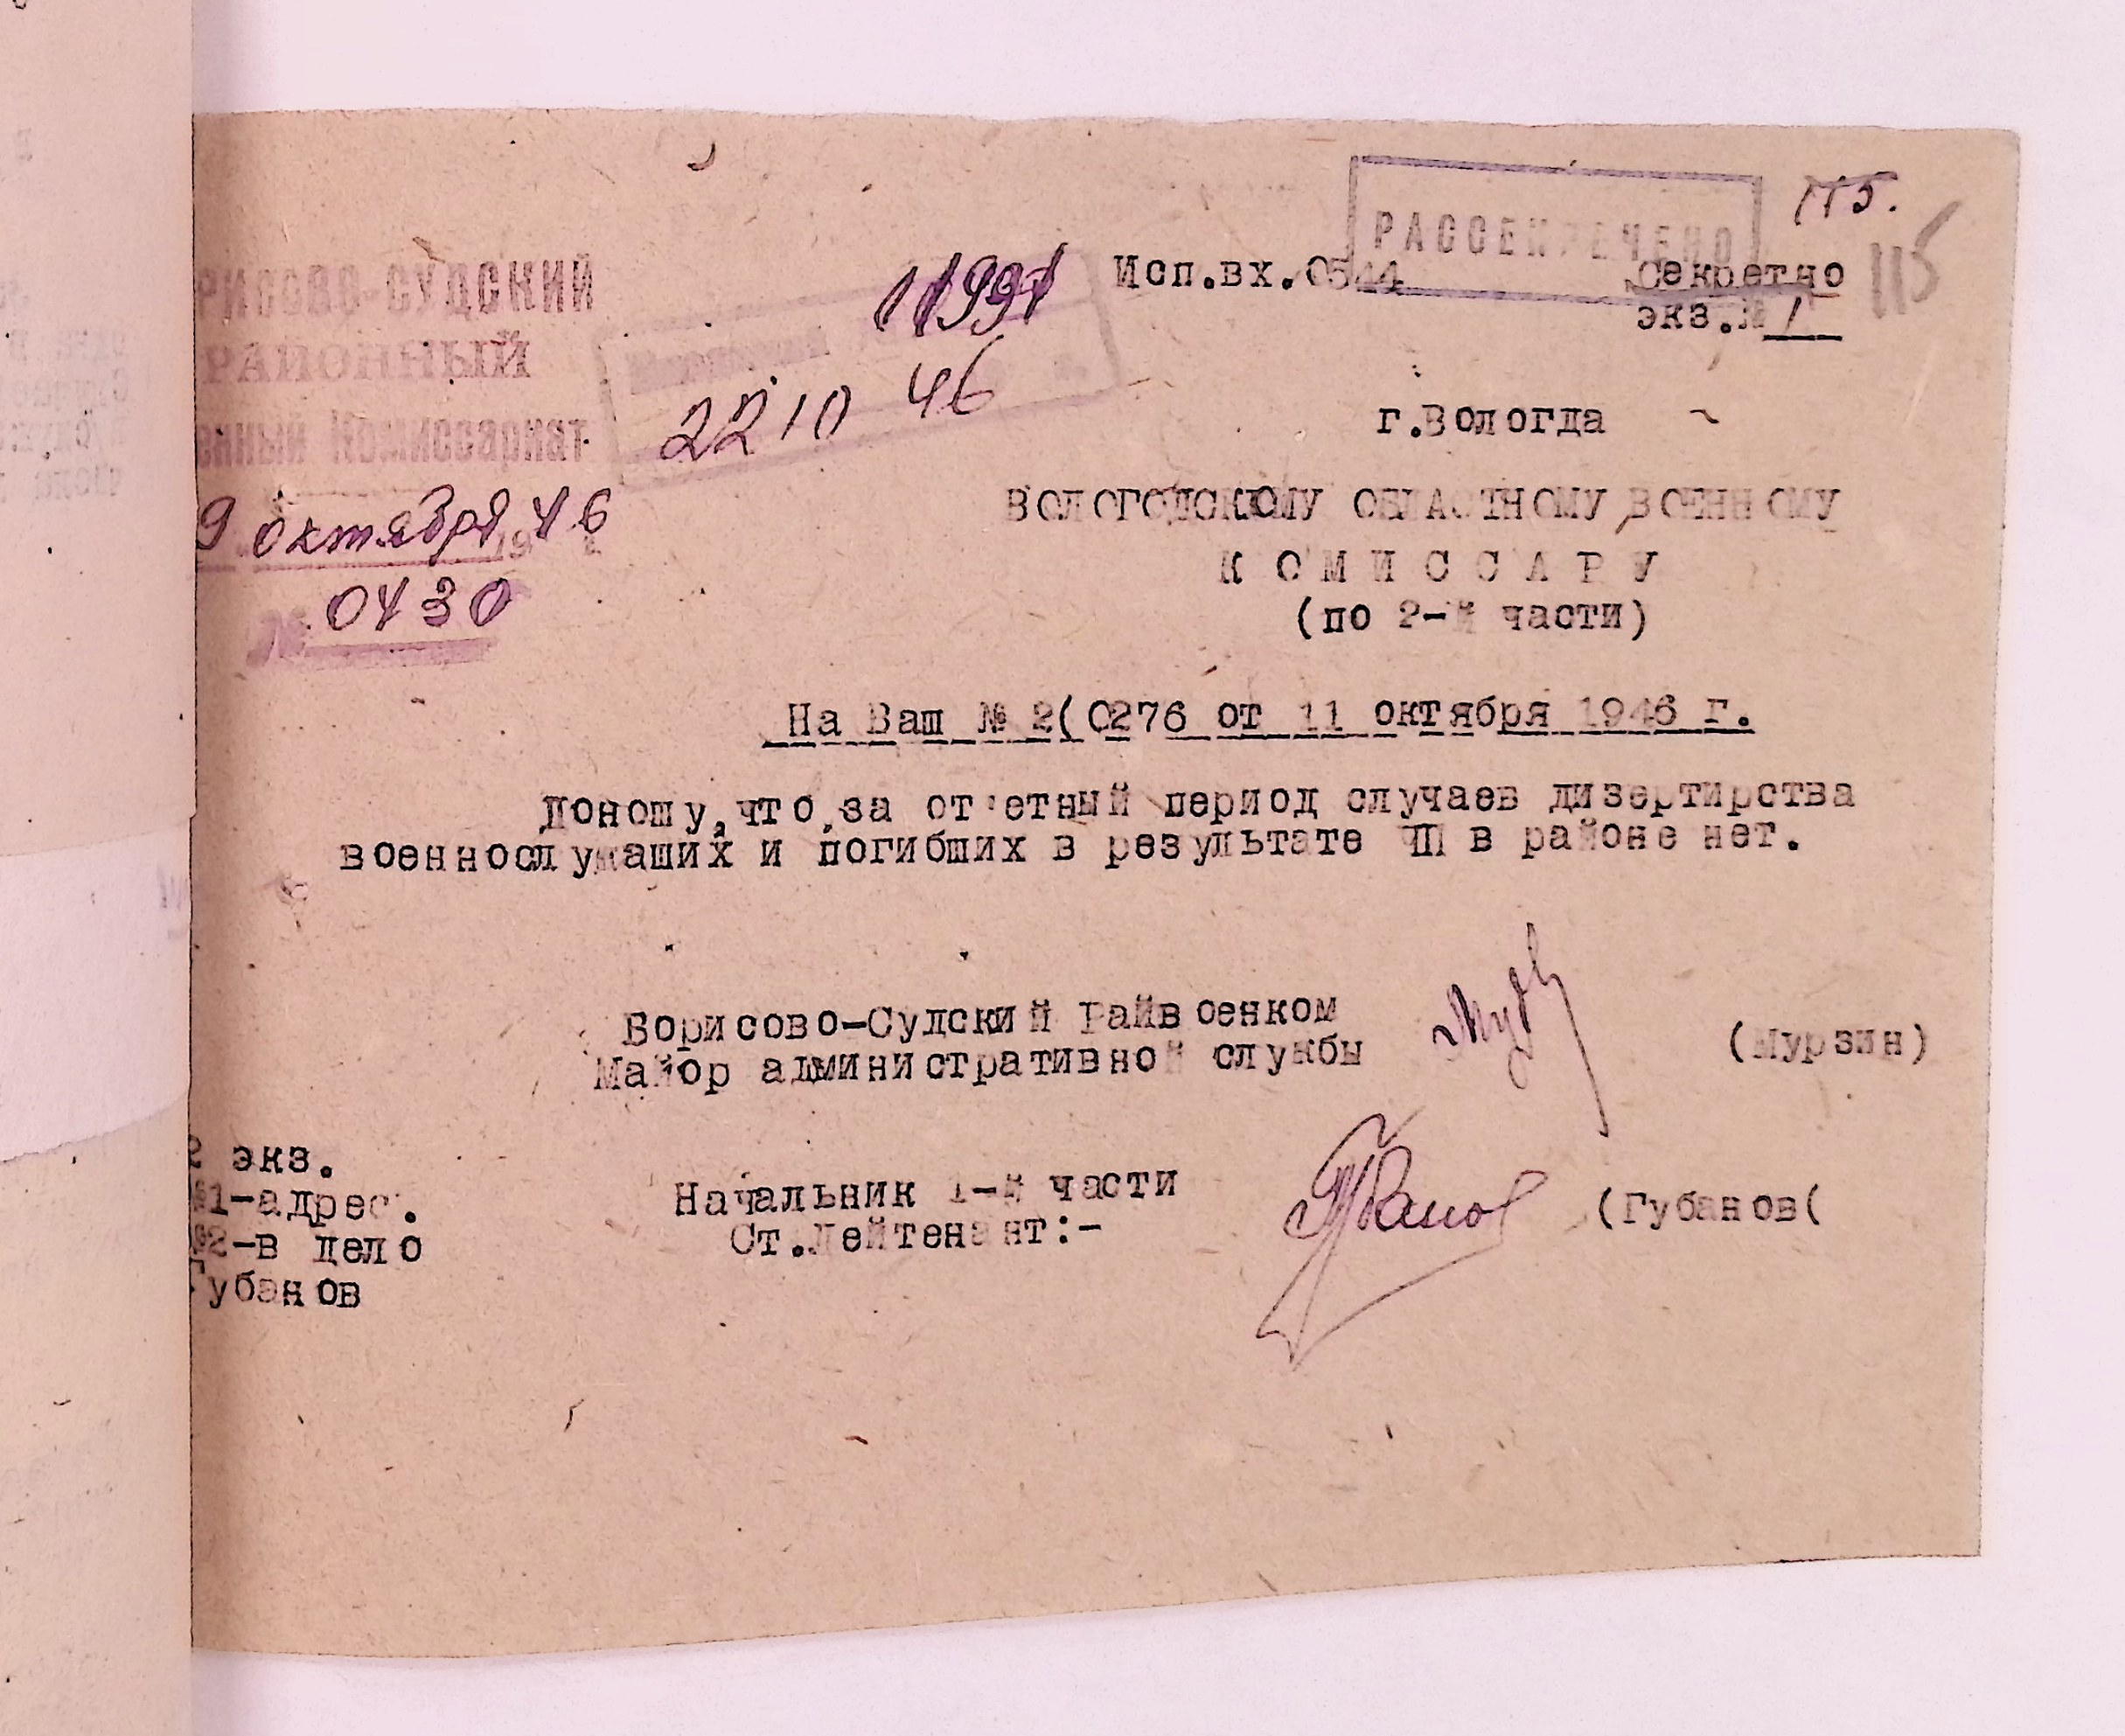 115.
115
РАССЕКРЕЧЕНО
Исп.вх.0544
Секретно
экз.№ 1
РИСОВО-СУДСКИЙ
РАЙОННЫЙ
енный Комиссариат
9 октября 1946 г.
№ 0430
22 10 46
г.Вологда
ВОЛОГОДСКОМУ ОБЛАСТНОМУ ВОЕННОМУ
КОМИССАРУ
(по 2-й части)
На Ваш № 2(0276 от 11 октября 1946 г.
Доношу,что за отчетный период случаев дизертирства
военнослужаших и погибших в результате ЧП в районе нет.
Борисово-Судский Райвоенком
Майор административной службы
(Мурзин)
Начальник 1-й части
Ст.Лейтенант:-
(Губанов(
2 экз.
№1-адрес.
№2-в дело
Губанов